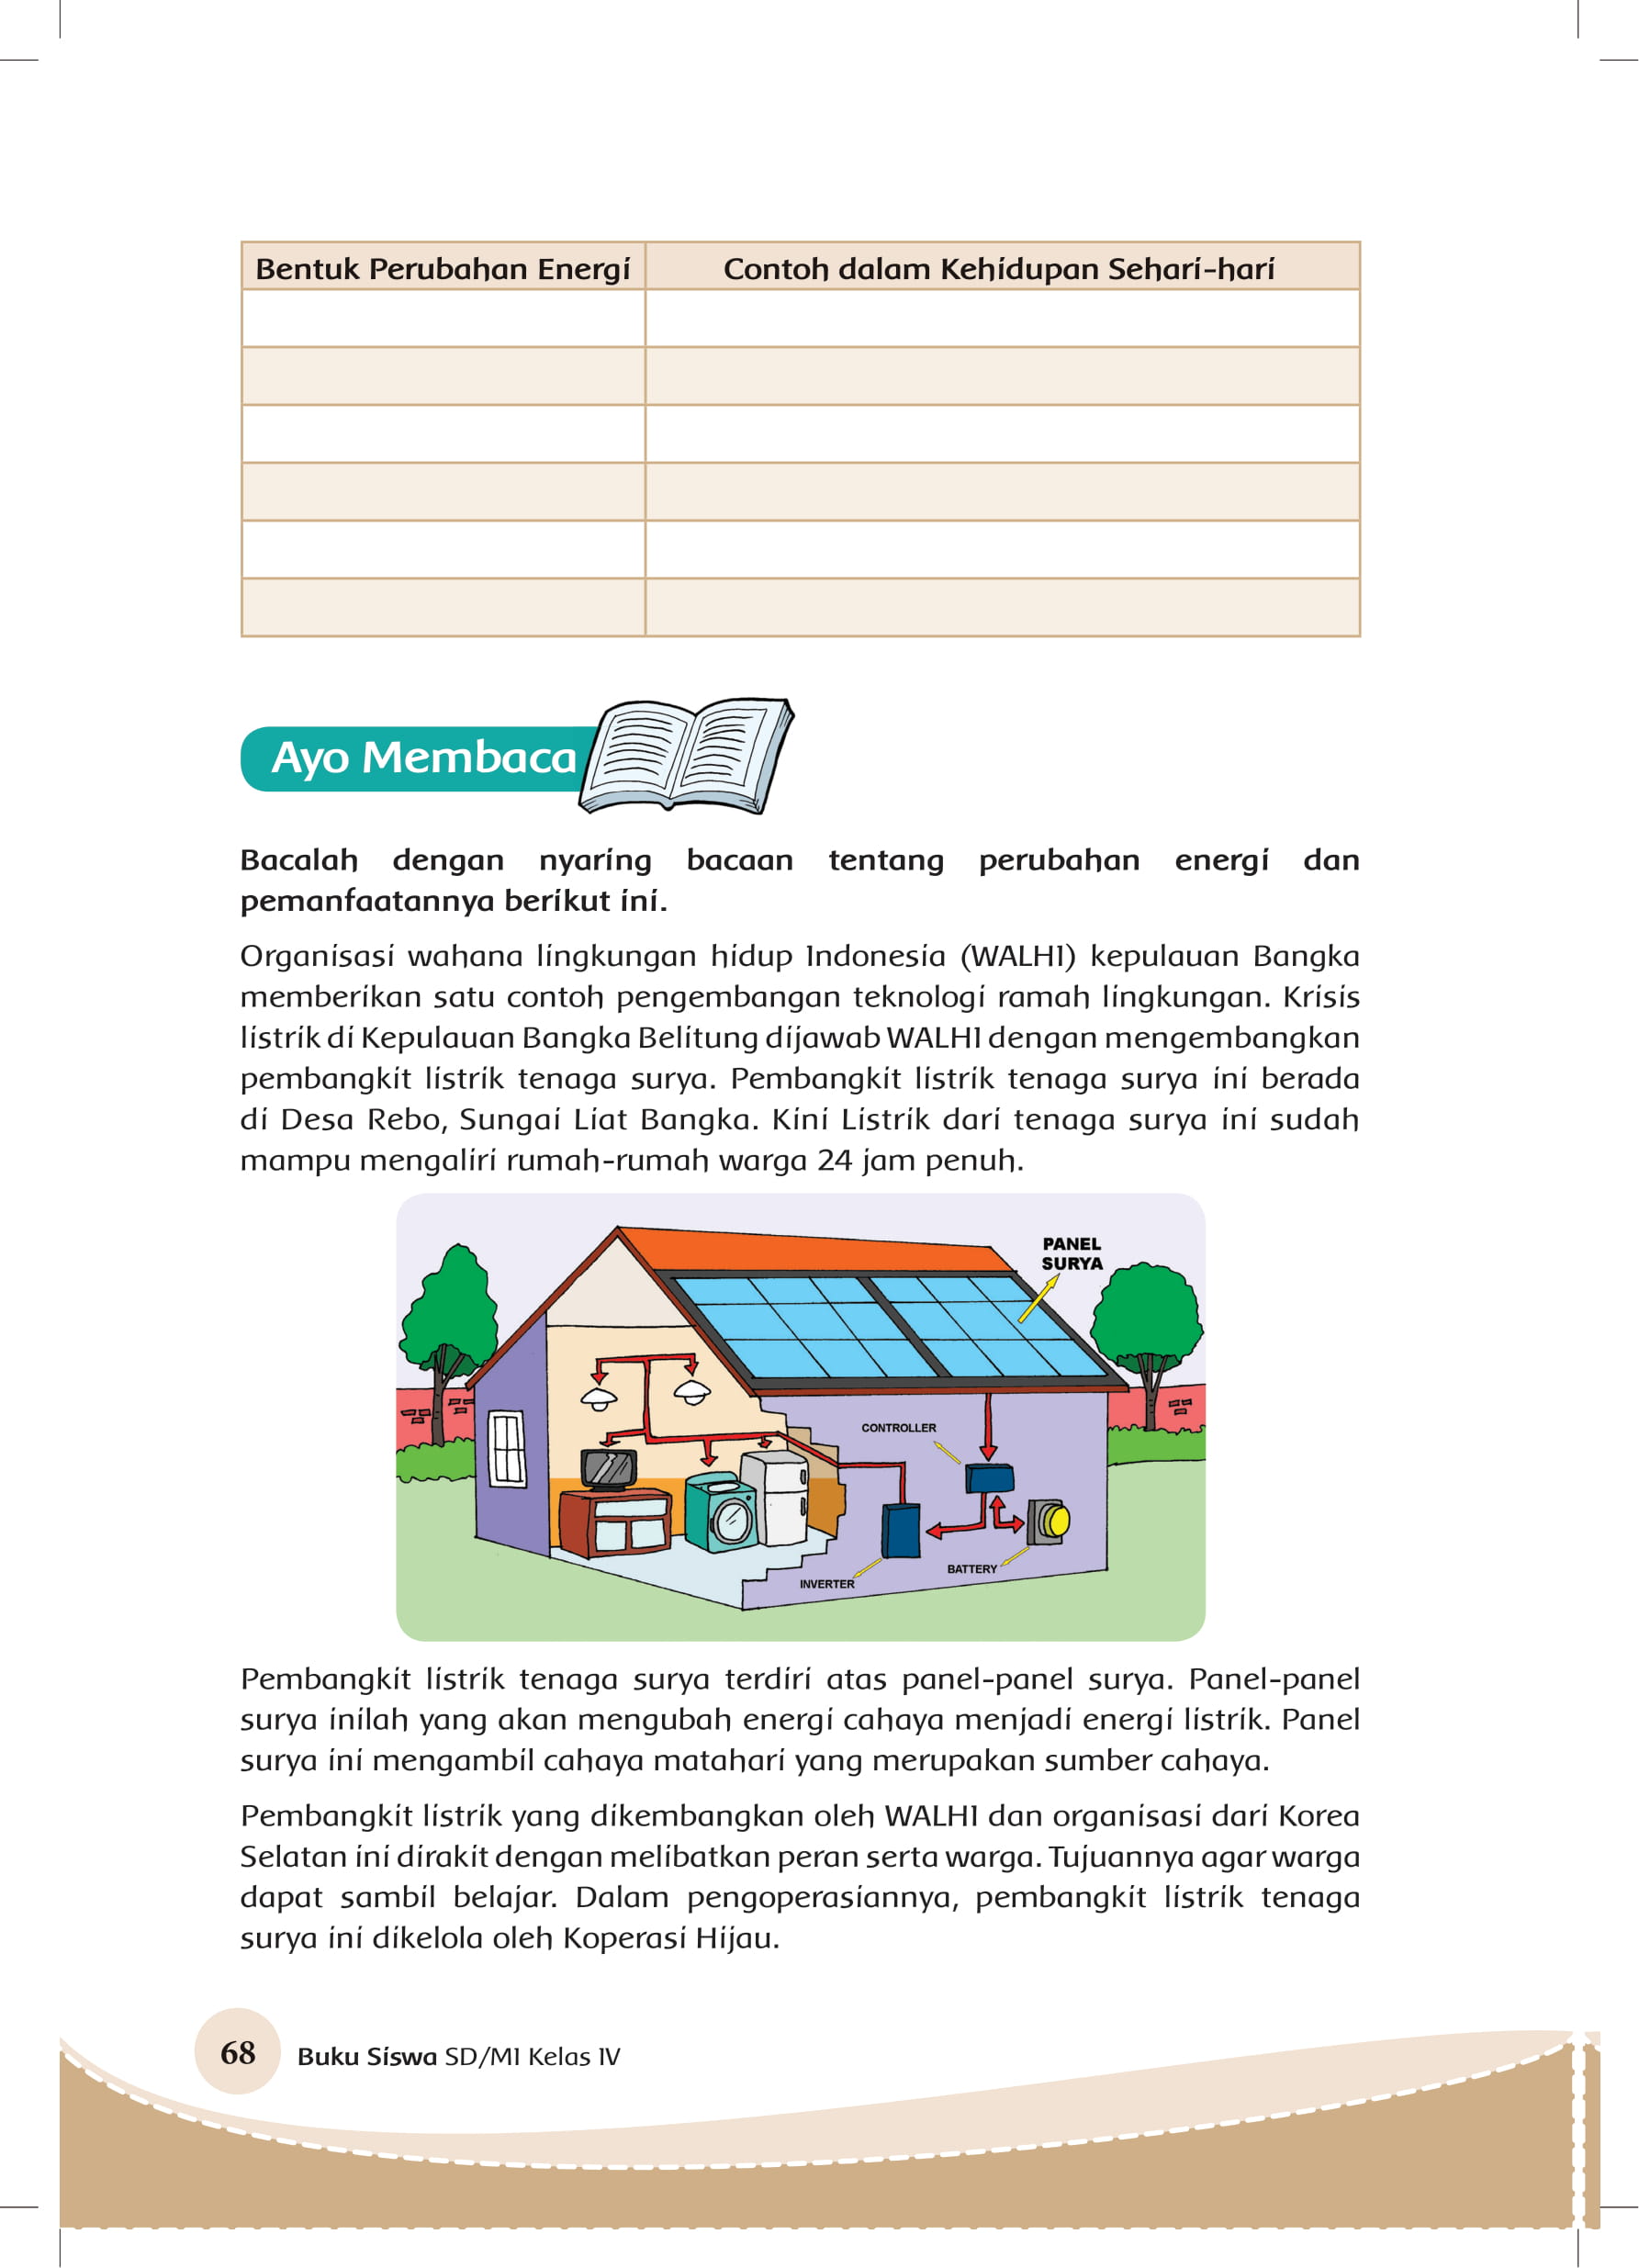 Bentuk Perubahan Energi Contoh dalam Kehidupan Sehari-hari
Ayo Membaca
Bacalah dengan nyaring bacaan tentang perubahan energi dan
pemanfaatannya berikut ini.
Organisasi wahana lingkungan hidup Indonesia (WALHI) kepulauan Bangka
memberikan satu contoh pengembangan teknologi ramah lingkungan. Krisis
listrik di Kepulauan Bangka Belitung dijawab WALHI dengan mengembangkan
pembangkit listrik tenaga surya. Pembangkit listrik tenaga surya ini berada
di Desa Rebo, Sungai Liat Bangka. Kini Listrik dari tenaga surya ini sudah
mampu mengaliri rumah-rumah warga 24 jam penuh.
PANEL
SURYA
CONTROLLER
BATTERY
INVERTER
Pembangkit listrik tenaga surya terdiri atas panel-panel surya. Panel-panel
surya inilah yang akan mengubah energi cahaya menjadi energi listrik. Panel
surya ini mengambil cahaya matahari yang merupakan sumber cahaya.
Pembangkit listrik yang dikembangkan oleh WALHI dan organisasi dari Korea
Selatan ini dirakit dengan melibatkan peran serta warga. Tujuannya agar warga
dapat sambil belajar. Dalam pengoperasiannya, pembangkit listrik tenaga
surya ini dikelola oleh Koperasi Hijau.
68 Buku Siswa SD/MI Kelas IV